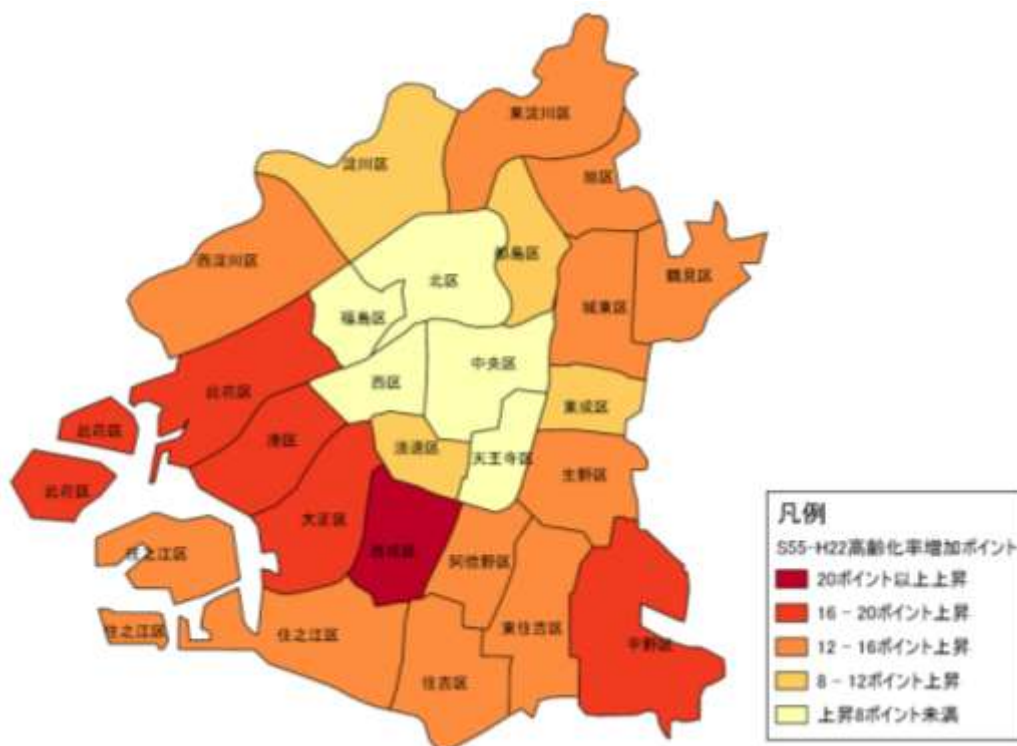 東淀川区
淀川区
旭区
西淀川区
都島区
鶴見区
北区
城東区
福島区
中央区
西区
此花区
東成区
此花区
港区
浪速区
天王寺区
生野区
此花区
大正区
西成区
阿倍野区
住之江区
住之江区
住之江区
東住吉区
平野区
住吉区
凡例
S55-H22高齢化率増加ポイント
20ポイント以上上昇
16 - 20ポイント上昇
12 - 16ポイント上昇
8 - 12ポイント上昇
上昇8ポイント未満